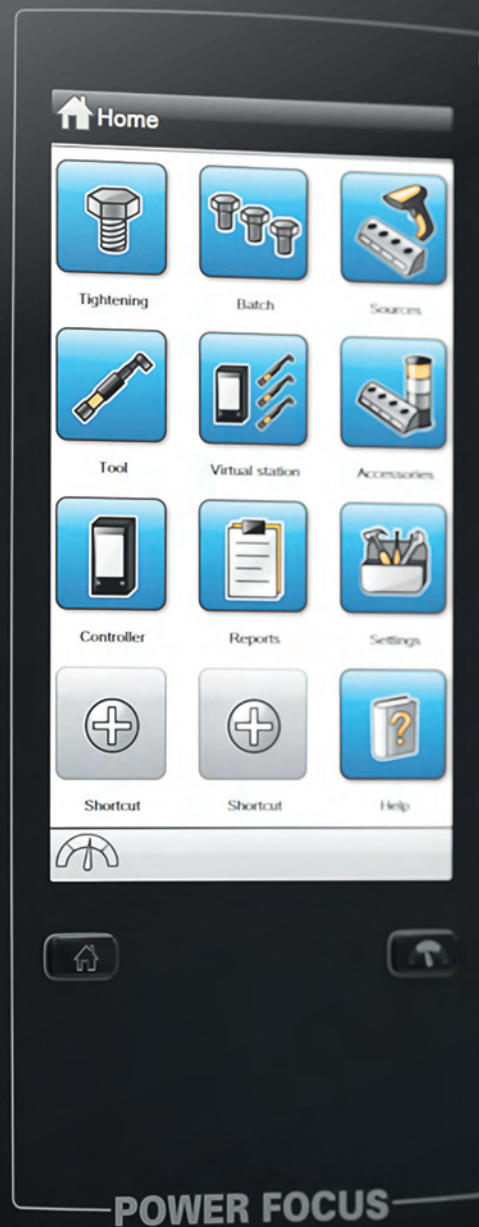 Home
Tightening Batch Sources
Tool Virtual station Accessories
Controller Reports Settings
Shortcut Shortcut Help
POWER FOCUS